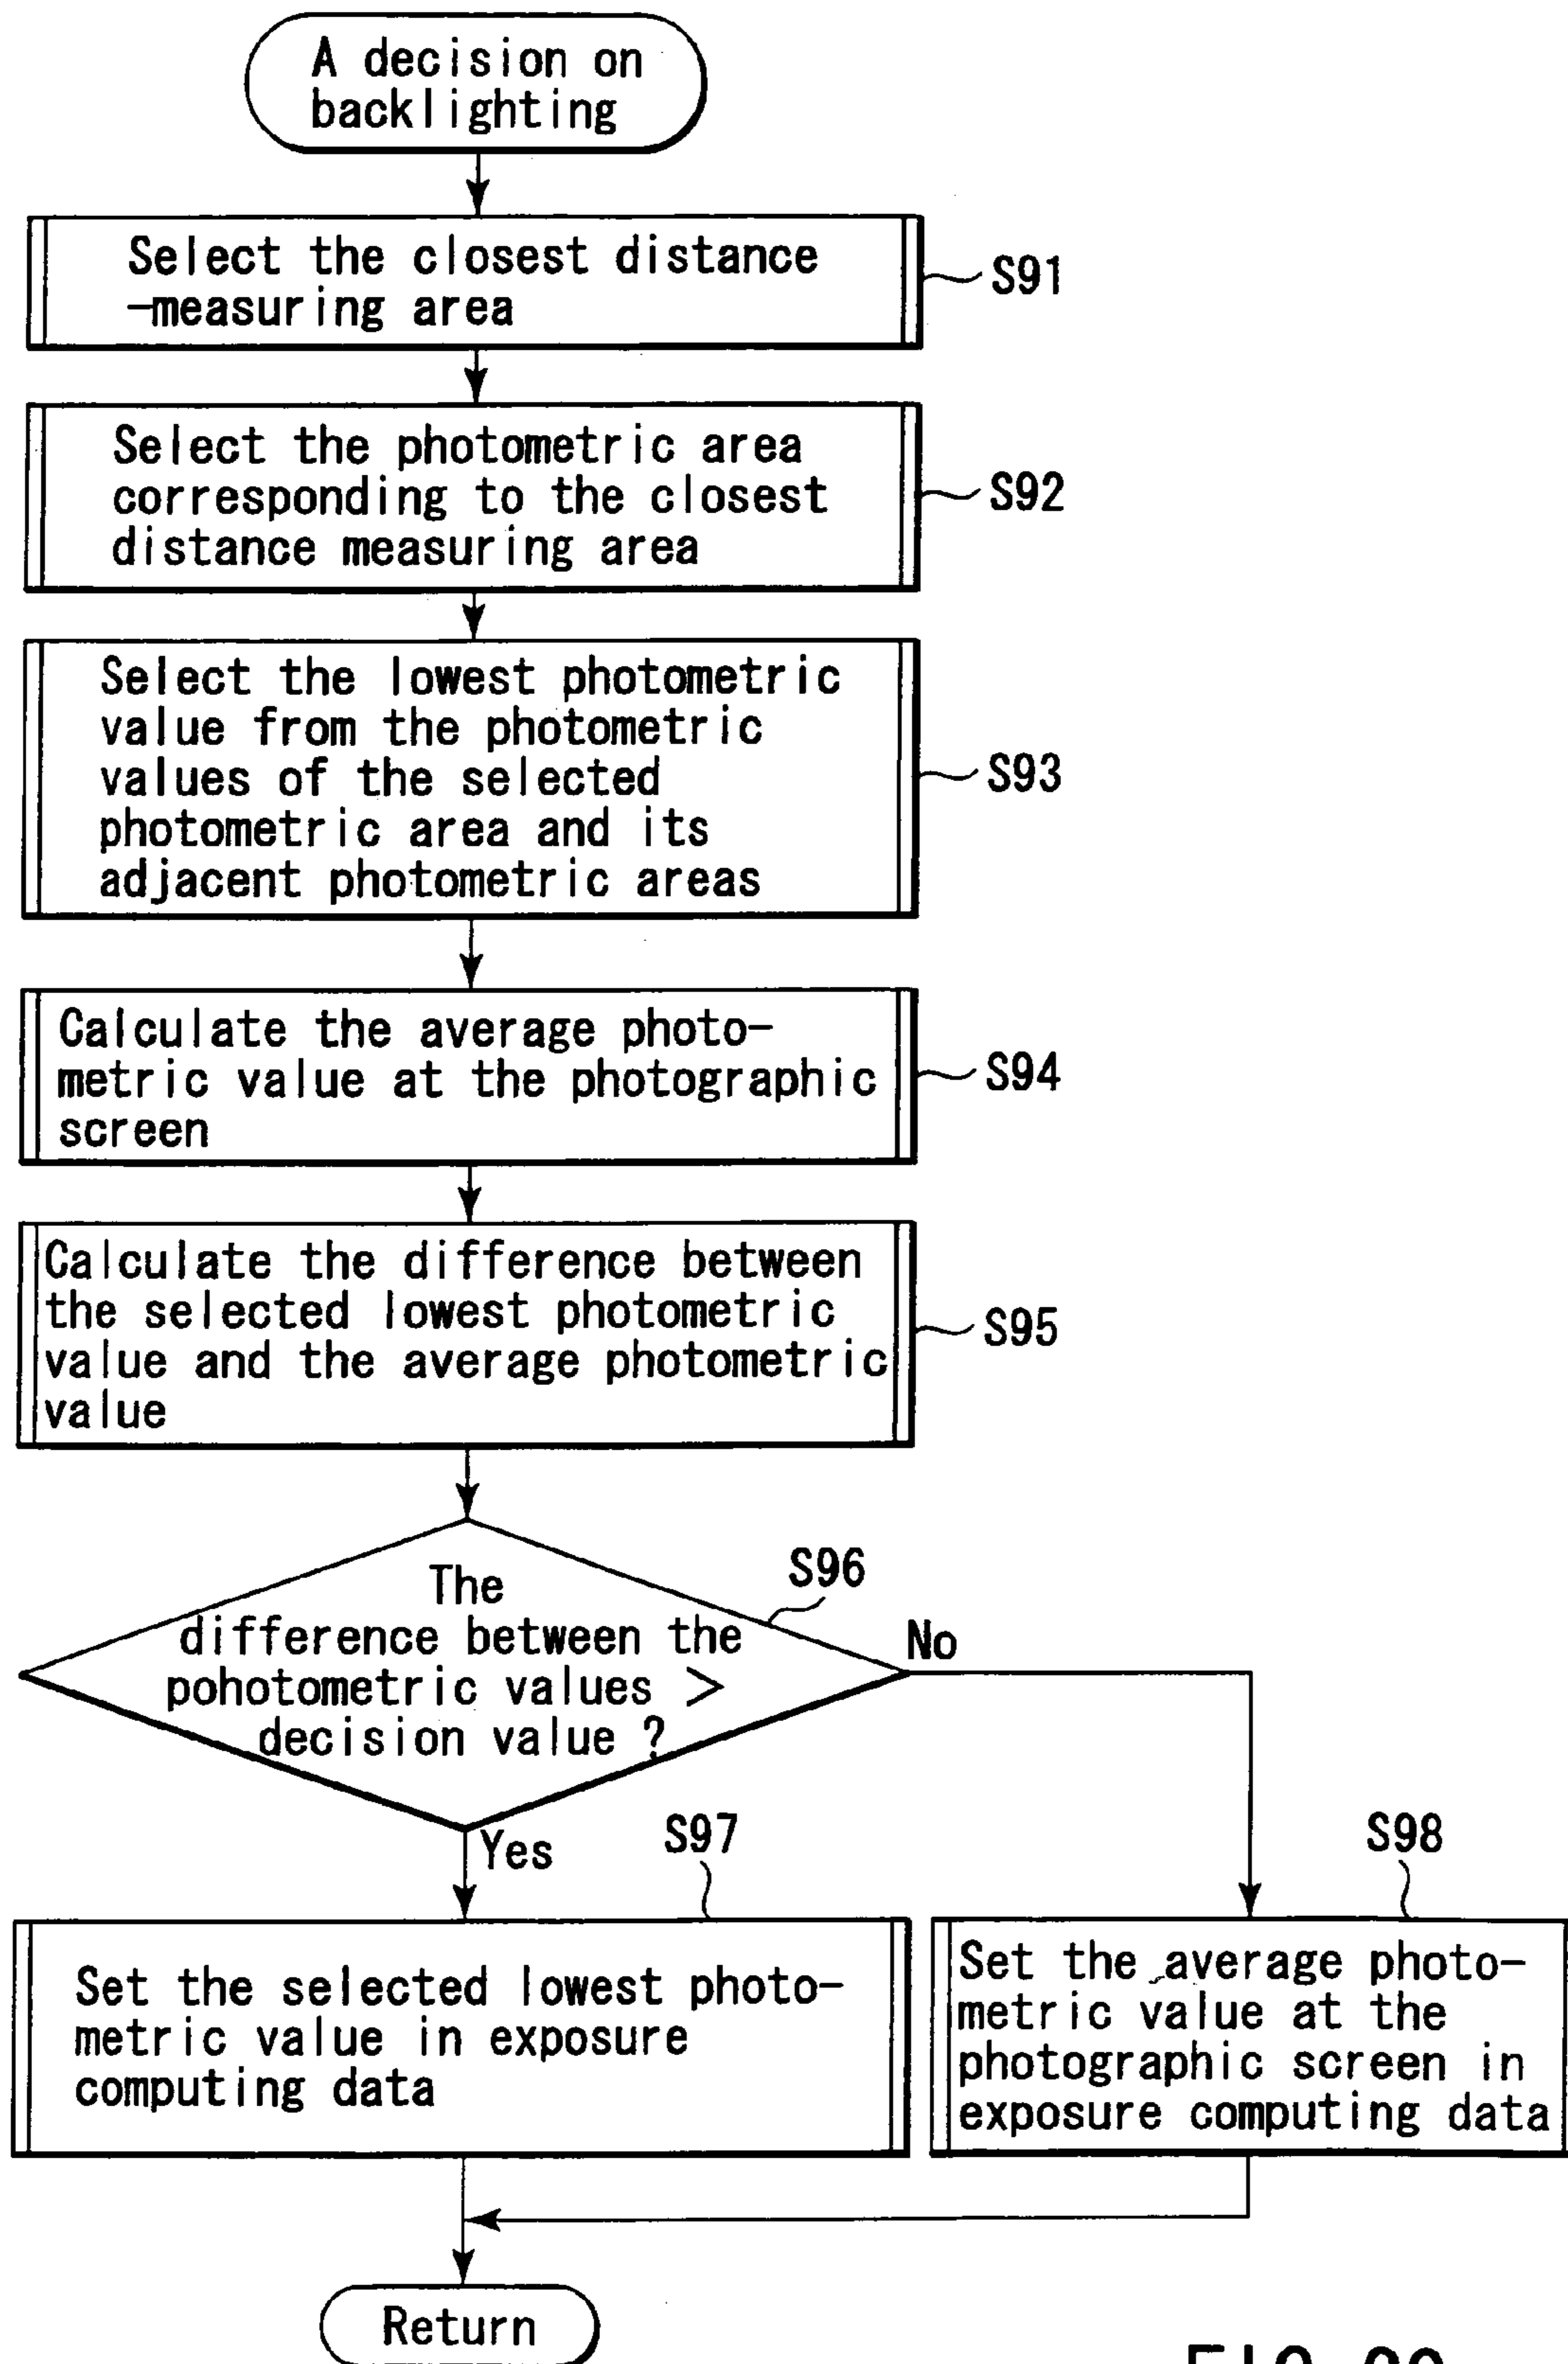 A decision on
backlighting
Select the closest distance
-measuring area
S91
Select the photometric area
corresponding to the closest
distance measuring area
S92
Select the lowest photometric
value from the photometric
values of the selected
photometric area and its
adjacent photometric areas
S93
Calculate the average photo-
metric value at the photographic
screen
S94
Calculate the difference between
the selected lowest photometric
value and the average photometric
value
S95
The
difference between the
pohotometric values >
decision value ?
S96
No
Yes
S97
Set the selected lowest photo-
metric value in exposure
computing data
S98
Set the average photo-
metric value at the
photographic screen in
exposure computing data
Return